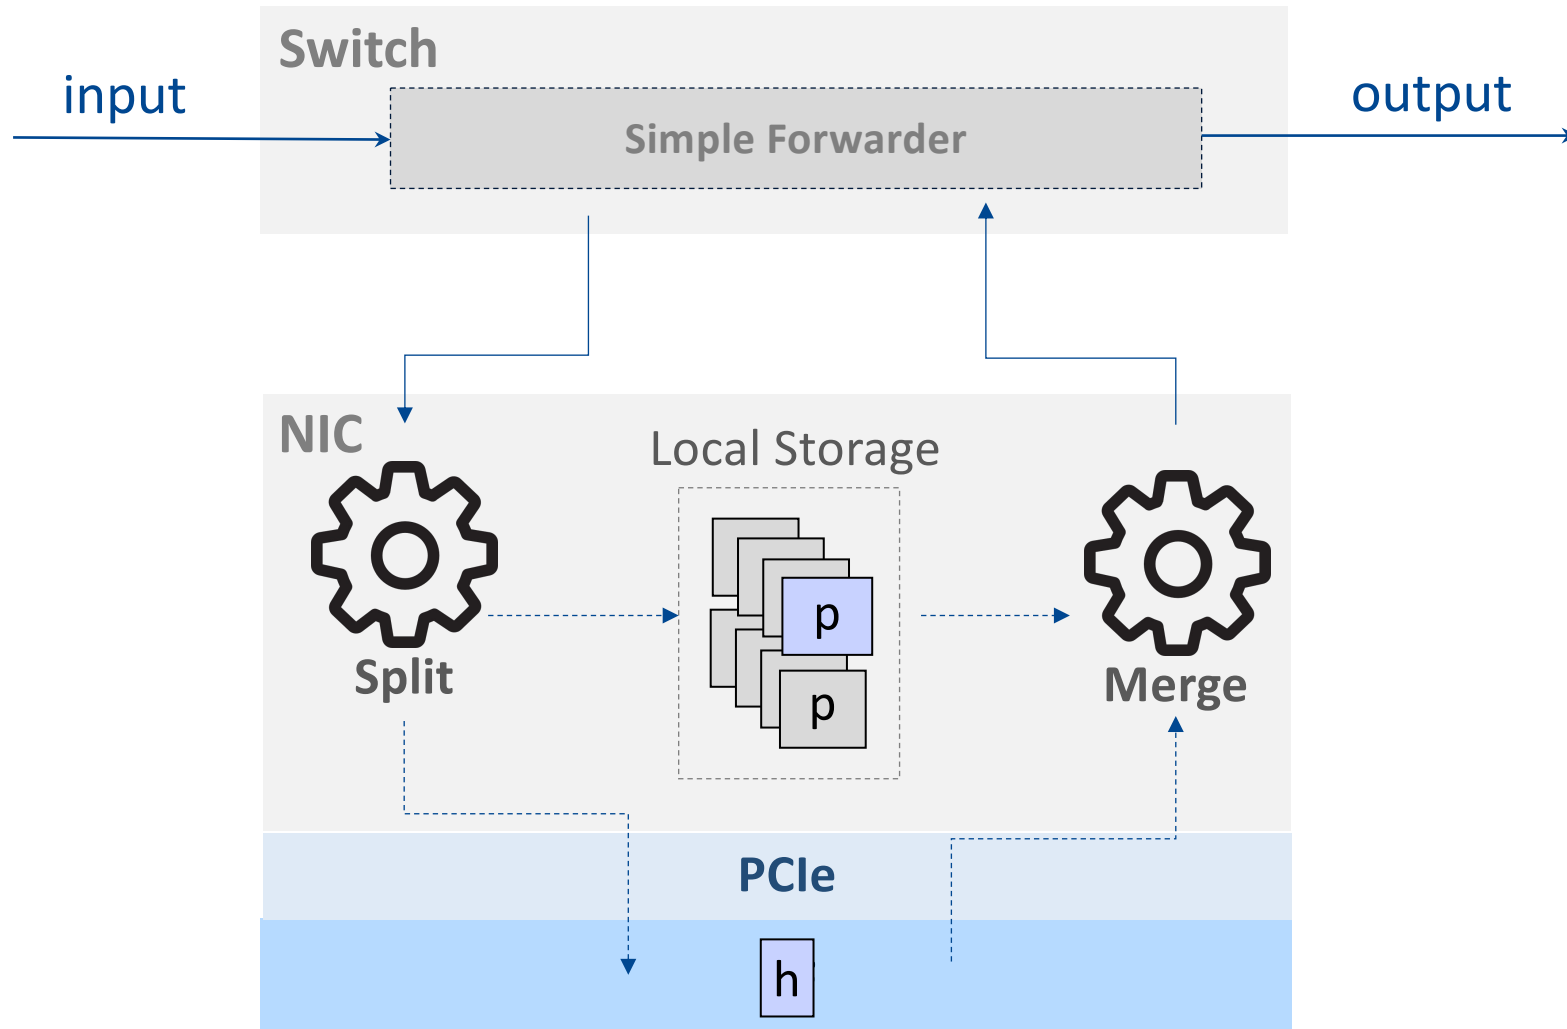 Switch
input
output
Simple Forwarder
NIC
Local Storage
p
p
Split
Merge
PCIe
h